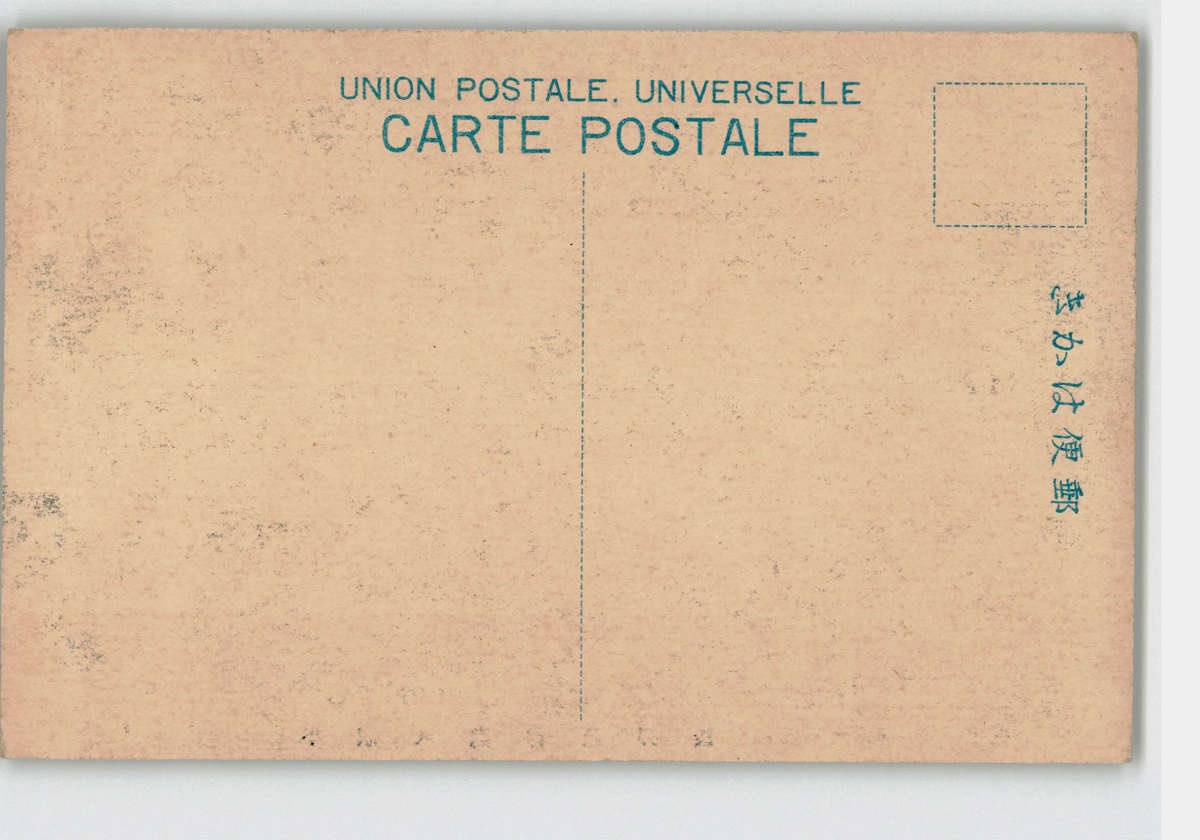 UNION POSTALE. UNIVERSELLE
CARTE POSTALE
郵便はかき